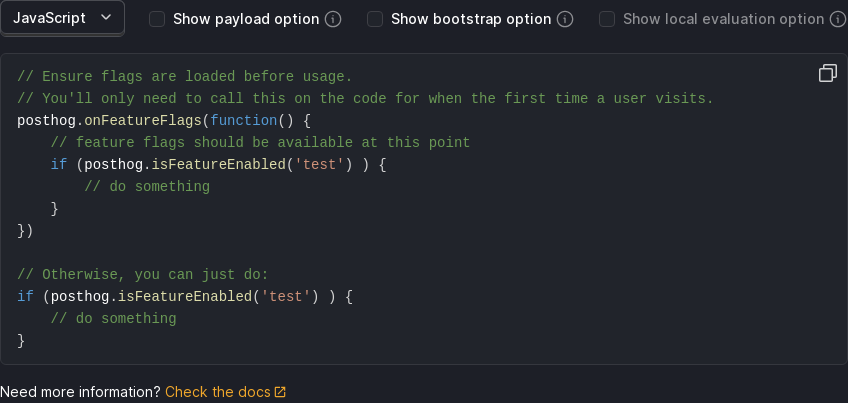 JavaScript Show payload option Show bootstrap option Show local evaluation option
// Ensure flags are loaded before usage.
// You'll only need to call this on the code for when the first time a user visits.
posthog.onFeatureFlags(function() {
    // feature flags should be available at this point
    if (posthog.isFeatureEnabled('test') ) {
        // do something
    }
})

// Otherwise, you can just do:
if (posthog.isFeatureEnabled('test') ) {
    // do something
}
Need more information? Check the docs